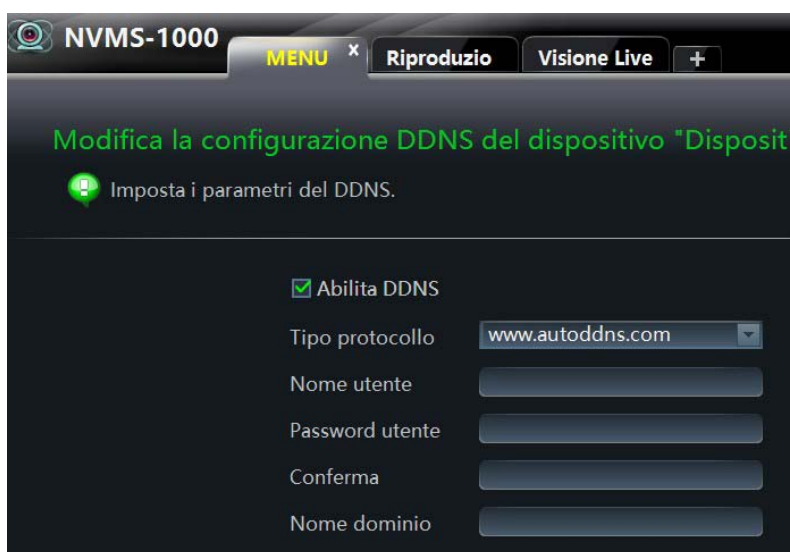 NVMS-1000
MENU x Riproduzio Visione Live +
Modifica la configurazione DDNS del dispositivo "Disposit
Imposta i parametri del DDNS.
Abilita DDNS
Tipo protocollo www.autoddns.com
Nome utente
Password utente
Conferma
Nome dominio